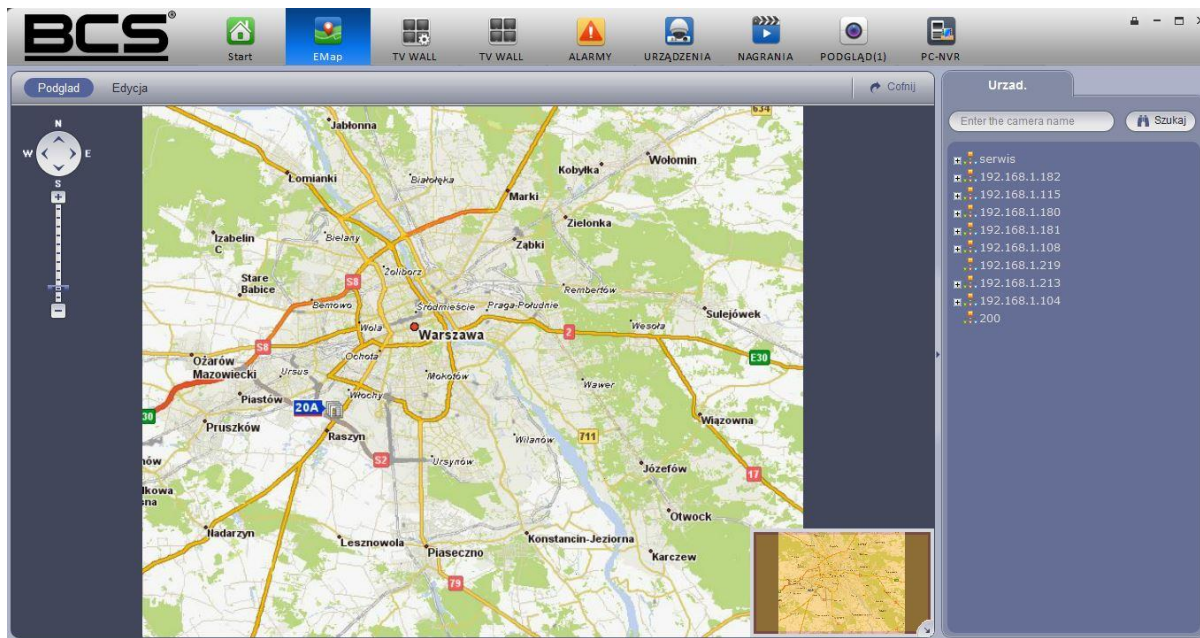 BCS®
Start
EMap
TV WALL
TV WALL
ALARMY
URZĄDZENIA
NAGRANIA
PODGLĄD(1)
PC-NVR
Podglad
Edycja
Cofnij
Urzad.
Enter the camera name
Szukaj
serwis
192.168.1.182
192.168.1.115
192.168.1.180
192.168.1.181
192.168.1.108
192.168.1.219
192.168.1.213
192.168.1.104
200
N
W
E
S
634
Jabłonna
Wołomin
Kobyłka
Łomianki
Białołęka
Marki
Zielonka
Izabelin
C
Bielany
Ząbki
Żoliborz
Stare
Babice
S8
Rembertów
Bemowo
Śródmieście
Praga-Południe
Sulejówek
Wola
Warszawa
2
Wesoła
S8
Ochota
E30
Ożarów
Mazowiecki
Ursus
Mokotów
Wawer
Piastów
Włochy
20A
30
Pruszków
Raszyn
Wiązowna
Wilanów
711
S2
Ursynów
Józefów
17
ów
kowa
na
Otwock
Nadarzyn
Lesznowola
Konstancin-Jeziorna
Piaseczno
Karczew
79